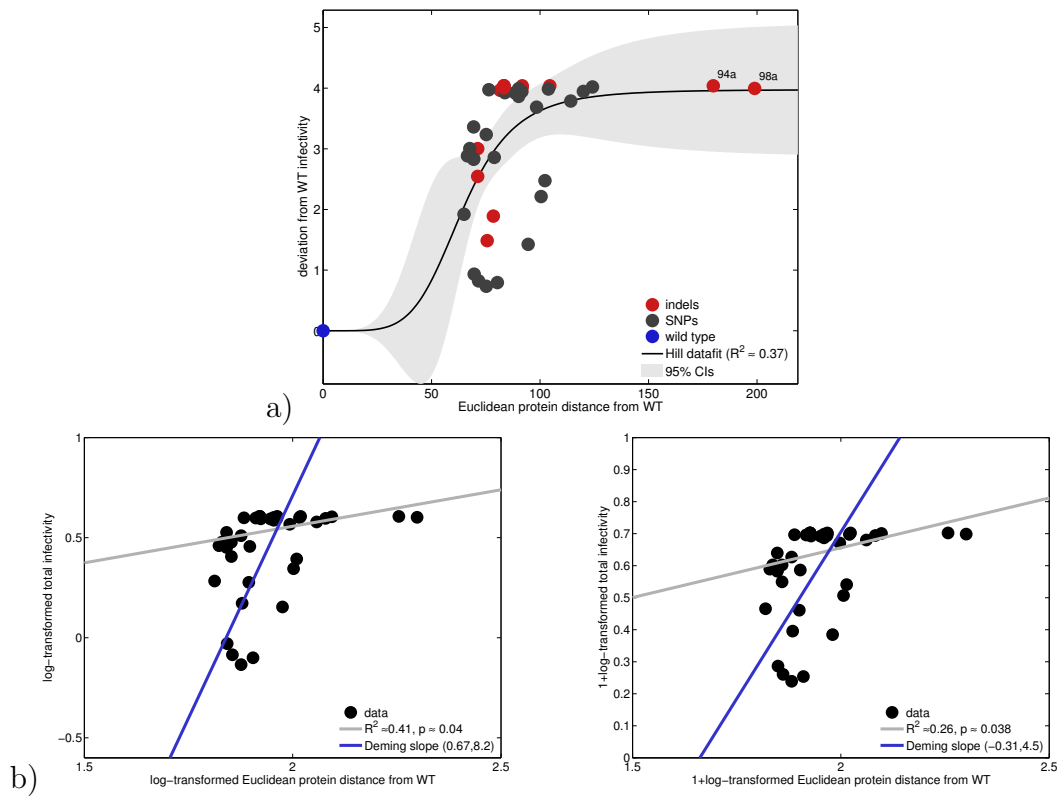 5
4
3
2
1
0
deviation from WT infectivity
94a
98a
indels
SNPs
wild type
Hill datafit (R² ≈ 0.37)
95% CIs
0
50
100
150
200
Euclidean protein distance from WT
a)
1
0.5
0
−0.5
log−transformed total infectivity
data
R² ≈0.41, p ≈ 0.04
Deming slope (0.67,8.2)
1.5
2
2.5
log−transformed Euclidean protein distance from WT
b)
1
0.9
0.8
0.7
0.6
0.5
0.4
0.3
0.2
0.1
0
1+log−transformed total infectivity
data
R² ≈0.26, p ≈ 0.038
Deming slope (−0.31,4.5)
1.5
2
2.5
1+log−transformed Euclidean protein distance from WT